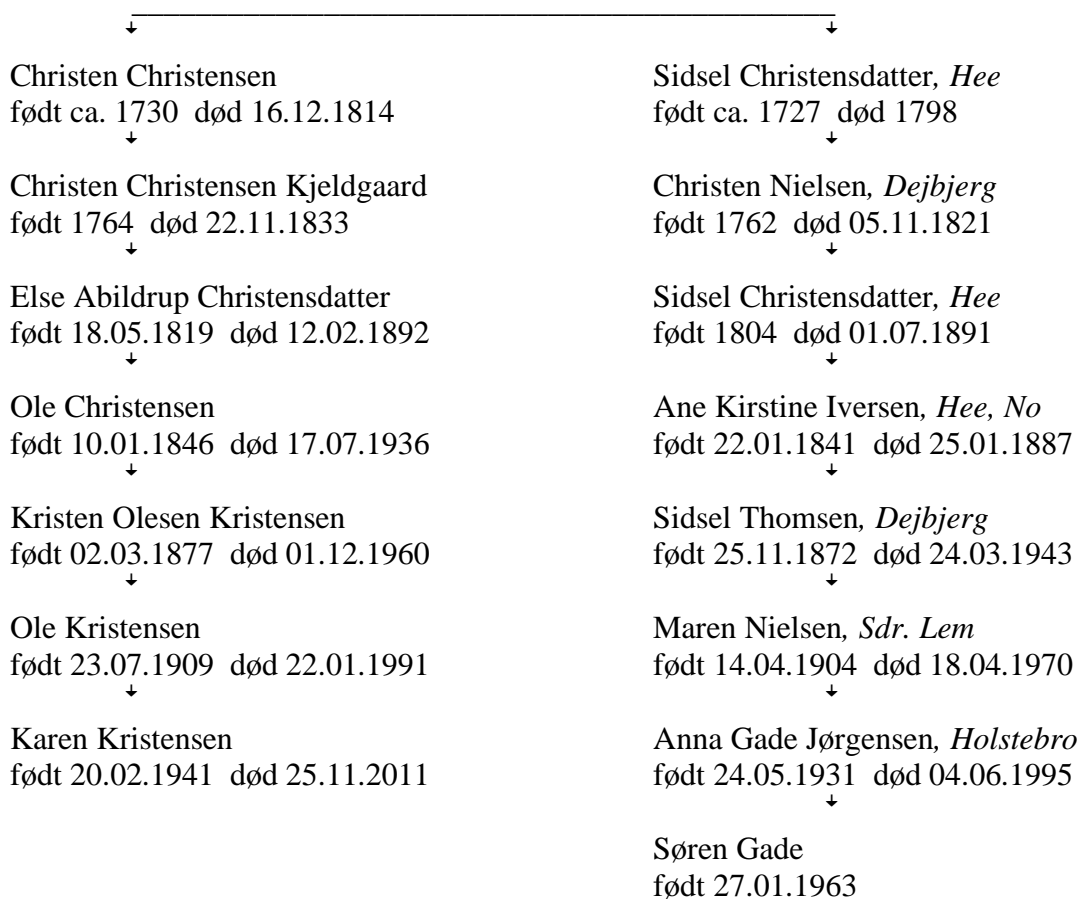 Christen Christensen
født ca. 1730 død 16.12.1814
Christen Christensen Kjeldgaard
født 1764 død 22.11.1833
Else Abildrup Christensdatter
født 18.05.1819 død 12.02.1892
Ole Christensen
født 10.01.1846 død 17.07.1936
Kristen Olesen Kristensen
født 02.03.1877 død 01.12.1960
Ole Kristensen
født 23.07.1909 død 22.01.1991
Karen Kristensen
født 20.02.1941 død 25.11.2011
Sidsel Christensdatter, Hee
født ca. 1727 død 1798
Christen Nielsen, Dejbjerg
født 1762 død 05.11.1821
Sidsel Christensdatter, Hee
født 1804 død 01.07.1891
Ane Kirstine Iversen, Hee, No
født 22.01.1841 død 25.01.1887
Sidsel Thomsen, Dejbjerg
født 25.11.1872 død 24.03.1943
Maren Nielsen, Sdr. Lem
født 14.04.1904 død 18.04.1970
Anna Gade Jørgensen, Holstebro
født 24.05.1931 død 04.06.1995
Søren Gade
født 27.01.1963